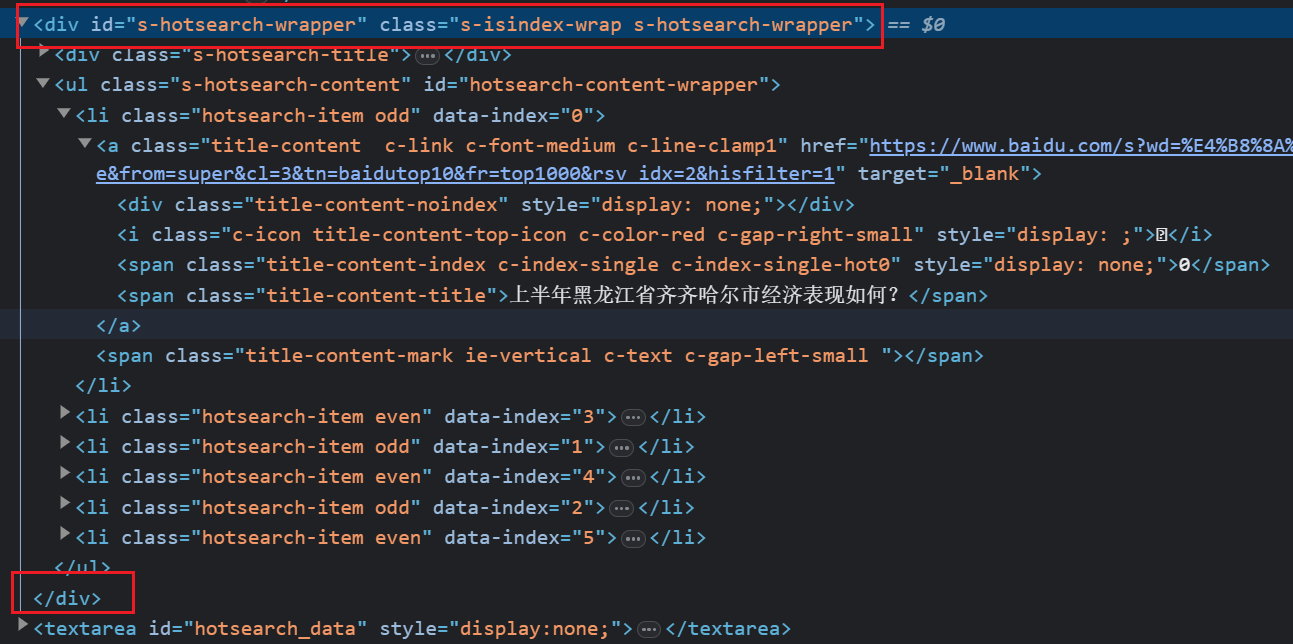 <div id="s-hotsearch-wrapper" class="s-isindex-wrap s-hotsearch-wrapper"> == $0
<div class="s-hotsearch-title"> … </div>
<ul class="s-hotsearch-content" id="hotsearch-content-wrapper">
<li class="hotsearch-item odd" data-index="0">
<a class="title-content  c-link c-font-medium c-line-clamp1" href="https://www.baidu.com/s?wd=%E4%B8%8A%
e&from=super&cl=3&tn=baidutop10&fr=top1000&rsv_idx=2&hisfilter=1" target="_blank">
<div class="title-content-noindex" style="display: none;"></div>
<i class="c-icon title-content-top-icon c-color-red c-gap-right-small" style="display: ;"></i>
<span class="title-content-index c-index-single c-index-single-hot0" style="display: none;">0</span>
<span class="title-content-title">上半年黑龙江省齐齐哈尔市经济表现如何？</span>
</a>
<span class="title-content-mark ie-vertical c-text c-gap-left-small "></span>
</li>
<li class="hotsearch-item even" data-index="3"> … </li>
<li class="hotsearch-item odd" data-index="1"> … </li>
<li class="hotsearch-item even" data-index="4"> … </li>
<li class="hotsearch-item odd" data-index="2"> … </li>
<li class="hotsearch-item even" data-index="5"> … </li>
</ul>
</div>
<textarea id="hotsearch_data" style="display:none;"> … </textarea>